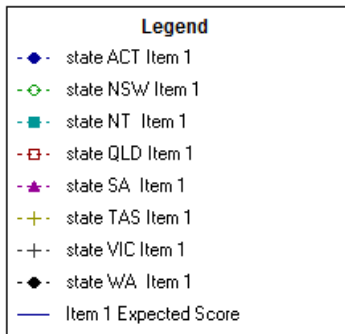 Legend
state ACT Item 1
state NSW Item 1
state NT Item 1
state QLD Item 1
state SA Item 1
state TAS Item 1
state VIC Item 1
state WA Item 1
Item 1 Expected Score